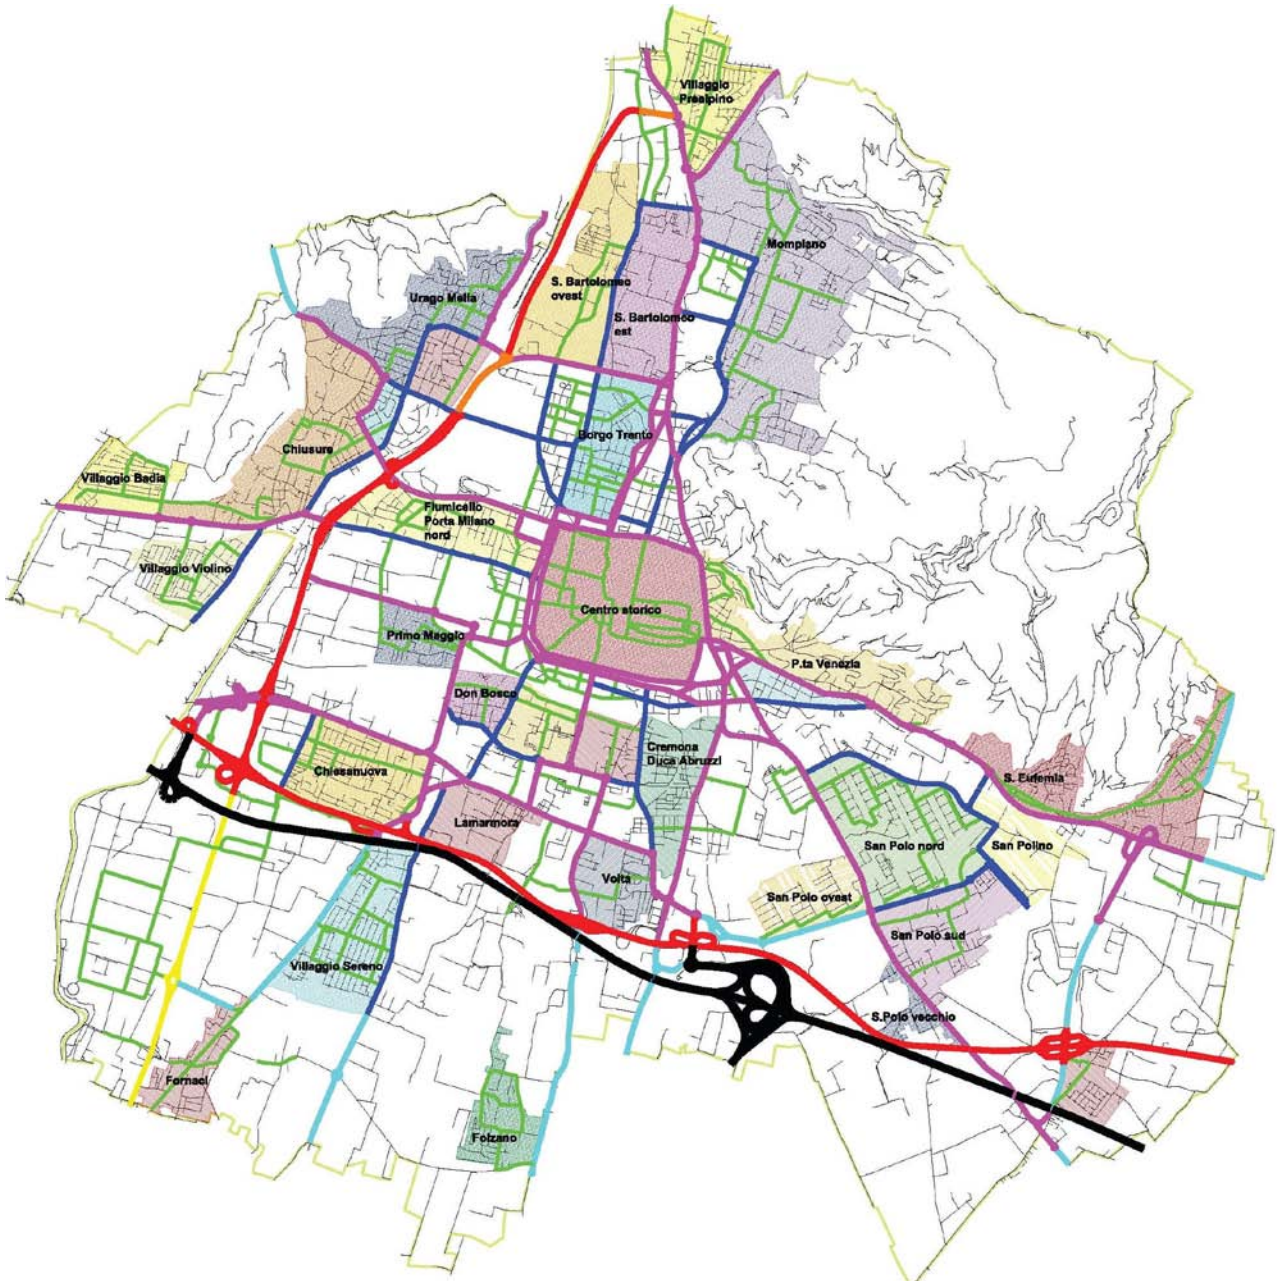 Villaggio
Prealpino
Mompiano
Urago Mella
S. Bartolomeo
ovest
S. Bartolomeo
est
Borgo Trento
Chiusure
Villaggio Badia
Fiumicello
Porta Milano
nord
Villaggio Violino
Centro storico
Primo Maggio
P.ta Venezia
Don Bosco
Cremona
Duca Abruzzi
Chiesanuova
S. Eufemia
Lamarmora
San Polo nord
San Polino
Volta
San Polo ovest
San Polo sud
Villaggio Sereno
S.Polo vecchio
Fornaci
Folzano